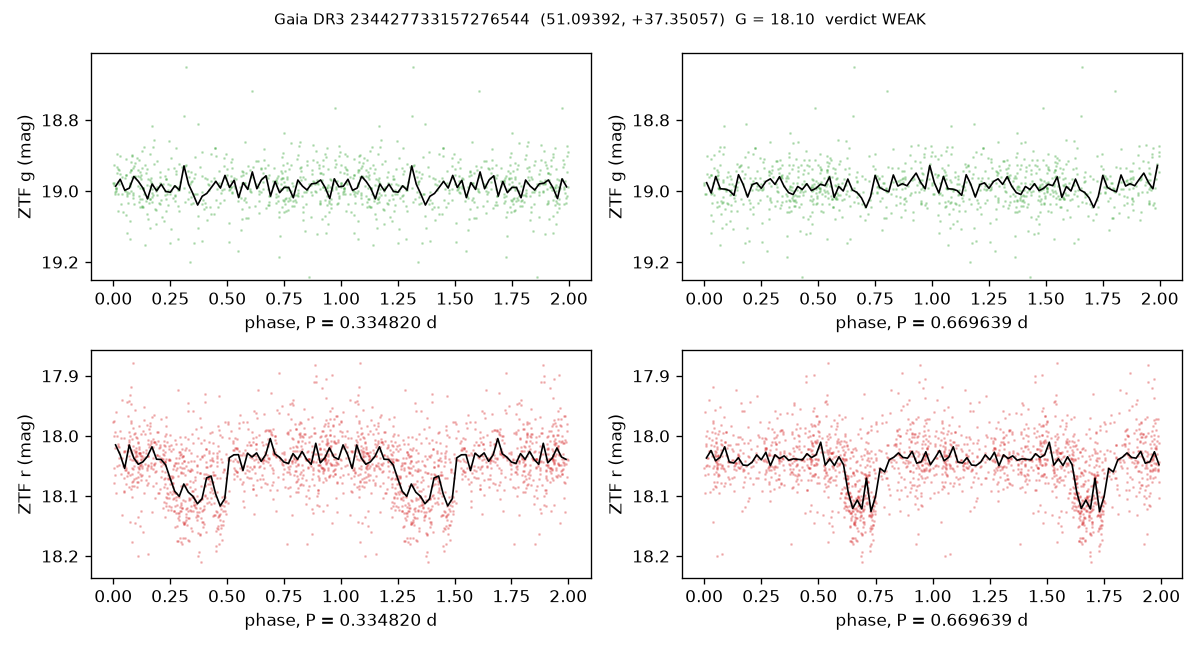 Gaia DR3 234427733157276544 (51.09392, +37.35057) G = 18.10 verdict WEAK
ZTF g (mag)
18.8
19.0
19.2
0.00 0.25 0.50 0.75 1.00 1.25 1.50 1.75 2.00
phase, P = 0.334820 d
ZTF g (mag)
18.8
19.0
19.2
0.00 0.25 0.50 0.75 1.00 1.25 1.50 1.75 2.00
phase, P = 0.669639 d
ZTF r (mag)
17.9
18.0
18.1
18.2
0.00 0.25 0.50 0.75 1.00 1.25 1.50 1.75 2.00
phase, P = 0.334820 d
ZTF r (mag)
17.9
18.0
18.1
18.2
0.00 0.25 0.50 0.75 1.00 1.25 1.50 1.75 2.00
phase, P = 0.669639 d